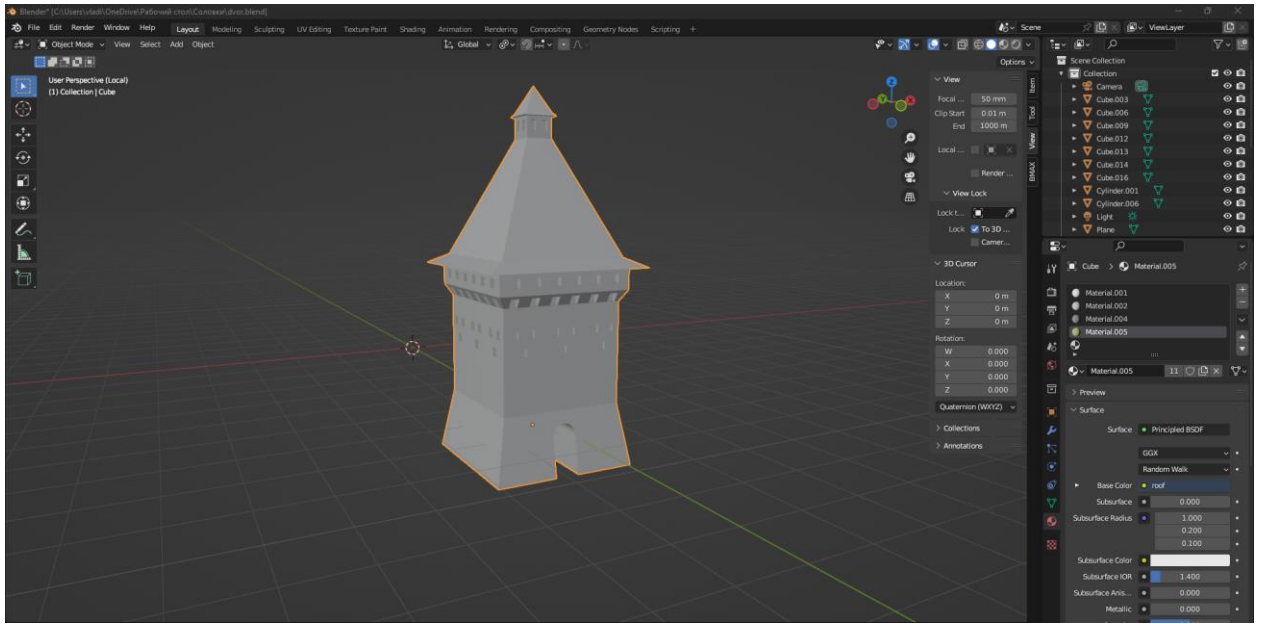 Blender* [C:\Users\vladi\OneDrive\Рабочий стол\Соловки\dvor.blend]
File Edit Render Window Help Layout Modeling Sculpting UV Editing Texture Paint Shading Animation Rendering Compositing Geometry Nodes Scripting + Scene ViewLayer
Object Mode View Select Add Object Global
Options
User Perspective (Local)
(1) Collection | Cube
View
Focal ... 50 mm
Clip Start 0.01 m
End 1000 m
Local ...
Render ...
View Lock
Lock t...
Lock To 3D ...
Camer...
3D Cursor
Location:
X 0 m
Y 0 m
Z 0 m
Rotation:
W 0.000
X 0.000
Y 0.000
Z 0.000
Quaternion (WXYZ)
Collections
Annotations
Item
Tool
View
BMAX
Scene Collection
Collection
Camera
Cube.003
Cube.006
Cube.009
Cube.012
Cube.013
Cube.014
Cube.016
Cylinder.001
Cylinder.006
Light
Plane
Cube > Material.005
Material.001
Material.002
Material.004
Material.005
Material.005 11
Preview
Surface
Surface Principled BSDF
GGX
Random Walk
Base Color roof
Subsurface 0.000
Subsurface Radius 1.000
0.200
0.100
Subsurface Color
Subsurface IOR 1.400
Subsurface Anis... 0.000
Metallic 0.000